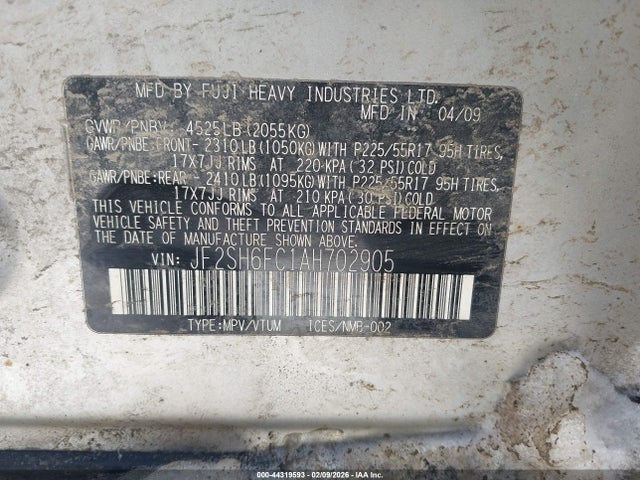 MFD BY FUJI HEAVY INDUSTRIES LTD.
MFD IN 04/09
GVWR/PNBV: 4525LB(2055KG)
GAWR/PNBE:FRONT- 2310LB(1050KG)WITH P225/55R17 95H TIRES,
17X7JJ RIMS AT 220 KPA(32 PSI)COLD
GAWR/PNBE:REAR - 2410LB(1095KG)WITH P225/55R17 95H TIRES,
17X7JJ RIMS AT 210 KPA(30 PSI)COLD
THIS VEHICLE CONFORMS TO ALL APPLICABLE FEDERAL MOTOR
VEHICLE SAFETY AND THEFT PREVENTION STANDARDS IN EFFECT ON
THE DATE OF MANUFACTURE SHOWN ABOVE.
VIN: JF2SH6FC1AH702905
TYPE:MPV/VTUM ICES/NMB-002
000-44319593 - 02/09/2026 - IAA Inc.